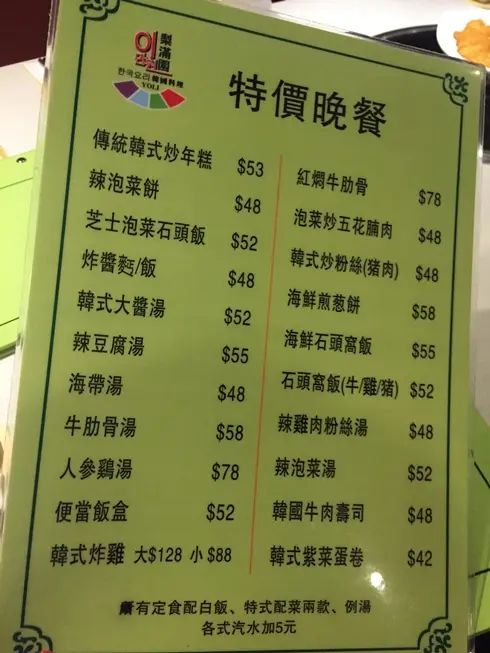 이
梨滿園
한국요리 韓國料理
YOLI
特價晚餐
傳統韓式炒年糕 $53
辣泡菜餅 $48
芝士泡菜石頭飯 $52
炸醬麵/飯 $48
韓式大醬湯 $52
辣豆腐湯 $55
海帶湯 $48
牛肋骨湯 $58
人參鷄湯 $78
便當飯盒 $52
韓式炸雞 大$128 小$88
紅燜牛肋骨 $78
泡菜炒五花腩肉 $48
韓式炒粉絲(猪肉) $48
海鮮煎葱餅 $58
海鮮石頭窩飯 $55
石頭窩飯(牛/雞/猪) $52
辣雞肉粉絲湯 $48
辣泡菜湯 $52
韓國牛肉壽司 $48
韓式紫菜蛋卷 $42
有定食配白飯、特式配菜兩款、例湯
各式汽水加5元